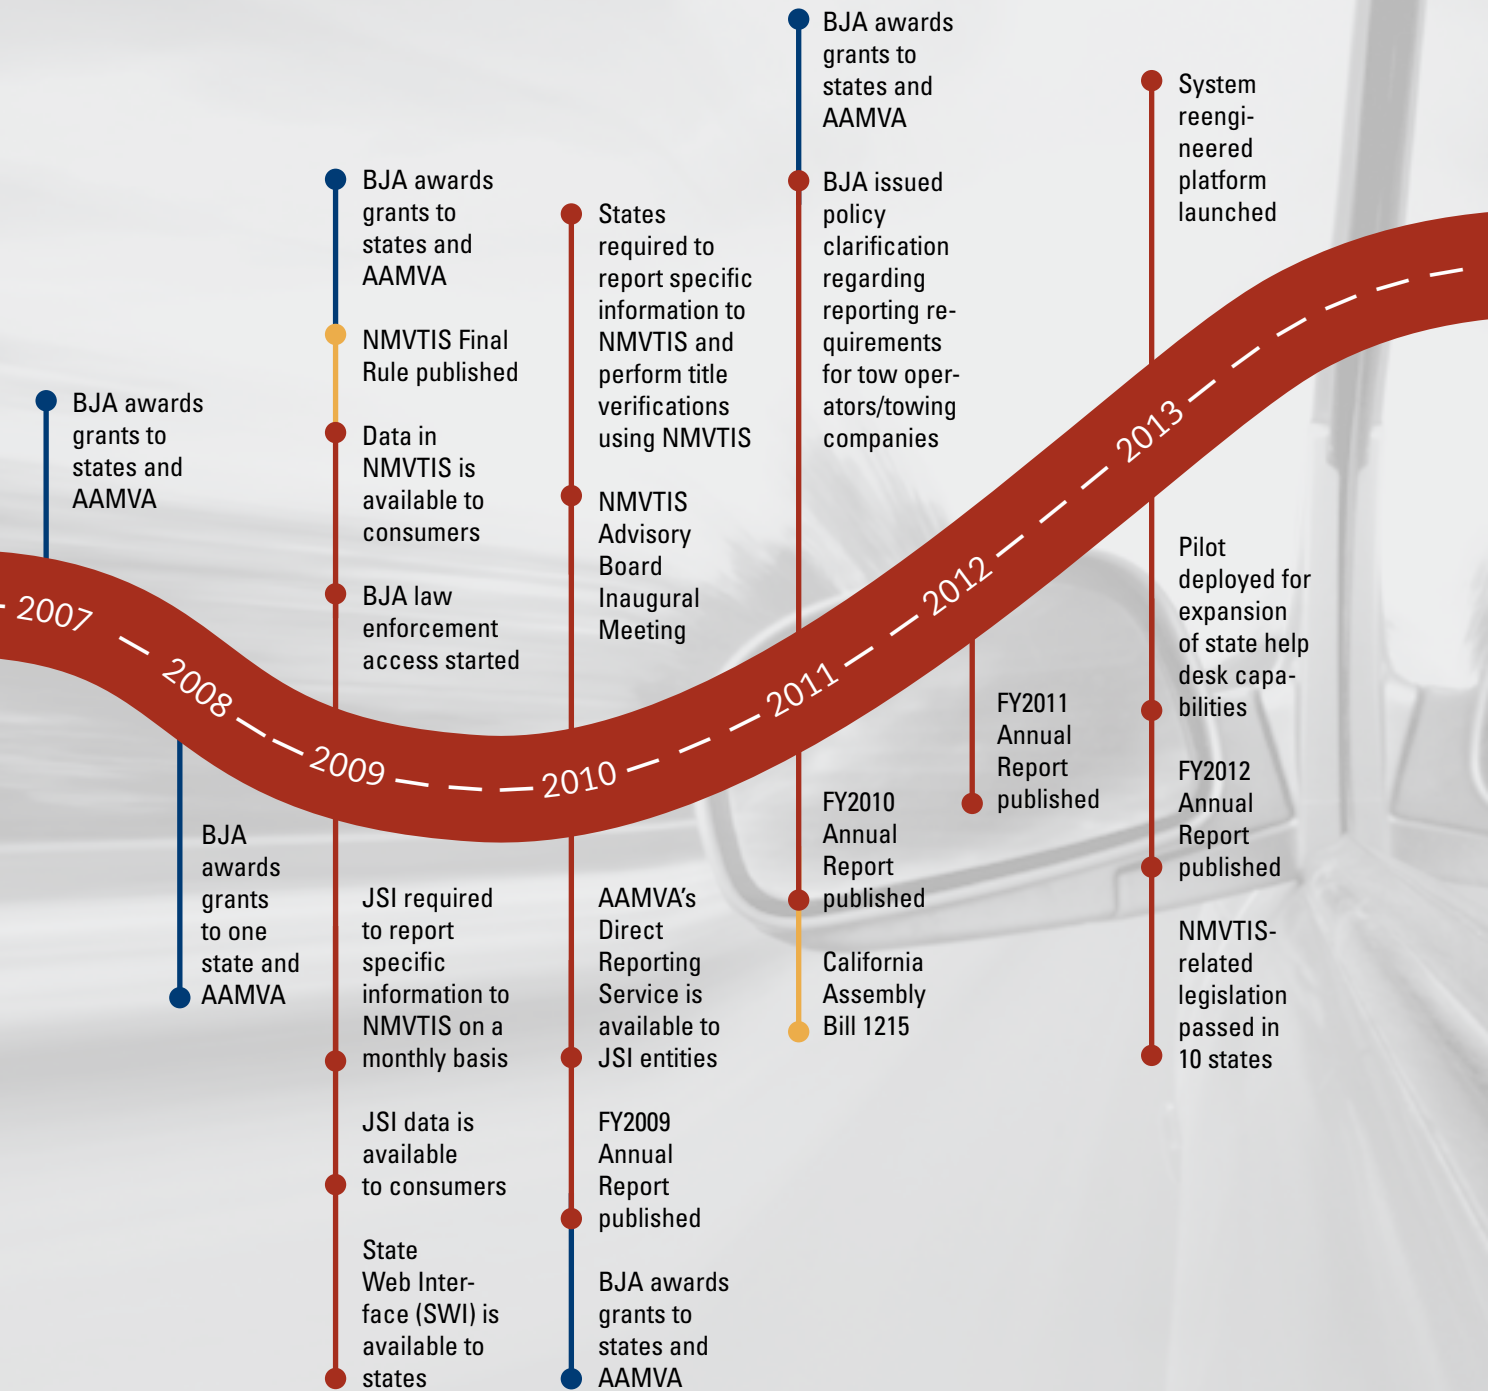 BJA awards
grants to
states and
AAMVA
2007
2008
BJA
awards
grants
to one
state and
AAMVA
BJA awards
grants to
states and
AAMVA
NMVTIS Final
Rule published
Data in
NMVTIS is
available to
consumers
BJA law
enforcement
access started
2009
JSI required
to report
specific
information to
NMVTIS on a
monthly basis
JSI data is
available
to consumers
State
Web Inter-
face (SWI) is
available to
states
States
required to
report specific
information to
NMVTIS and
perform title
verifications
using NMVTIS
NMVTIS
Advisory
Board
Inaugural
Meeting
2010
AAMVA's
Direct
Reporting
Service is
available to
JSI entities
FY2009
Annual
Report
published
BJA awards
grants to
states and
AAMVA
BJA awards
grants to
states and
AAMVA
BJA issued
policy
clarification
regarding
reporting re-
quirements
for tow oper-
ators/towing
companies
2011
FY2010
Annual
Report
published
California
Assembly
Bill 1215
2012
FY2011
Annual
Report
published
System
reengi-
neered
platform
launched
2013
Pilot
deployed for
expansion
of state help
desk capa-
bilities
FY2012
Annual
Report
published
NMVTIS-
related
legislation
passed in
10 states